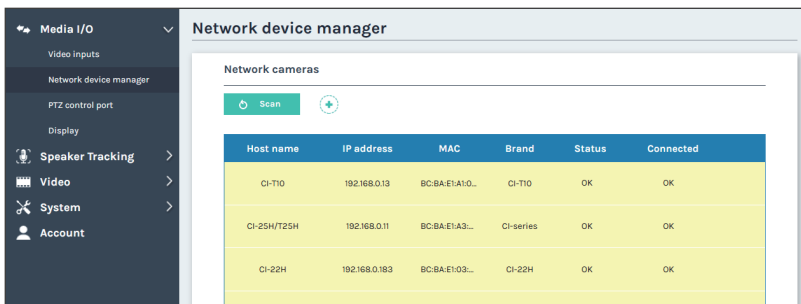 Media I/O
Video inputs
Network device manager
PTZ control port
Display
Speaker Tracking
Video
System
Account
Network device manager
Network cameras
Scan
Host name IP address MAC Brand Status Connected
CI-T10 192.168.0.13 BC:BA:E1:A1:0... CI-T10 OK OK
CI-25H/T25H 192.168.0.11 BC:BA:E1:A3:... CI-series OK OK
CI-22H 192.168.0.183 BC:BA:E1:03:... CI-22H OK OK